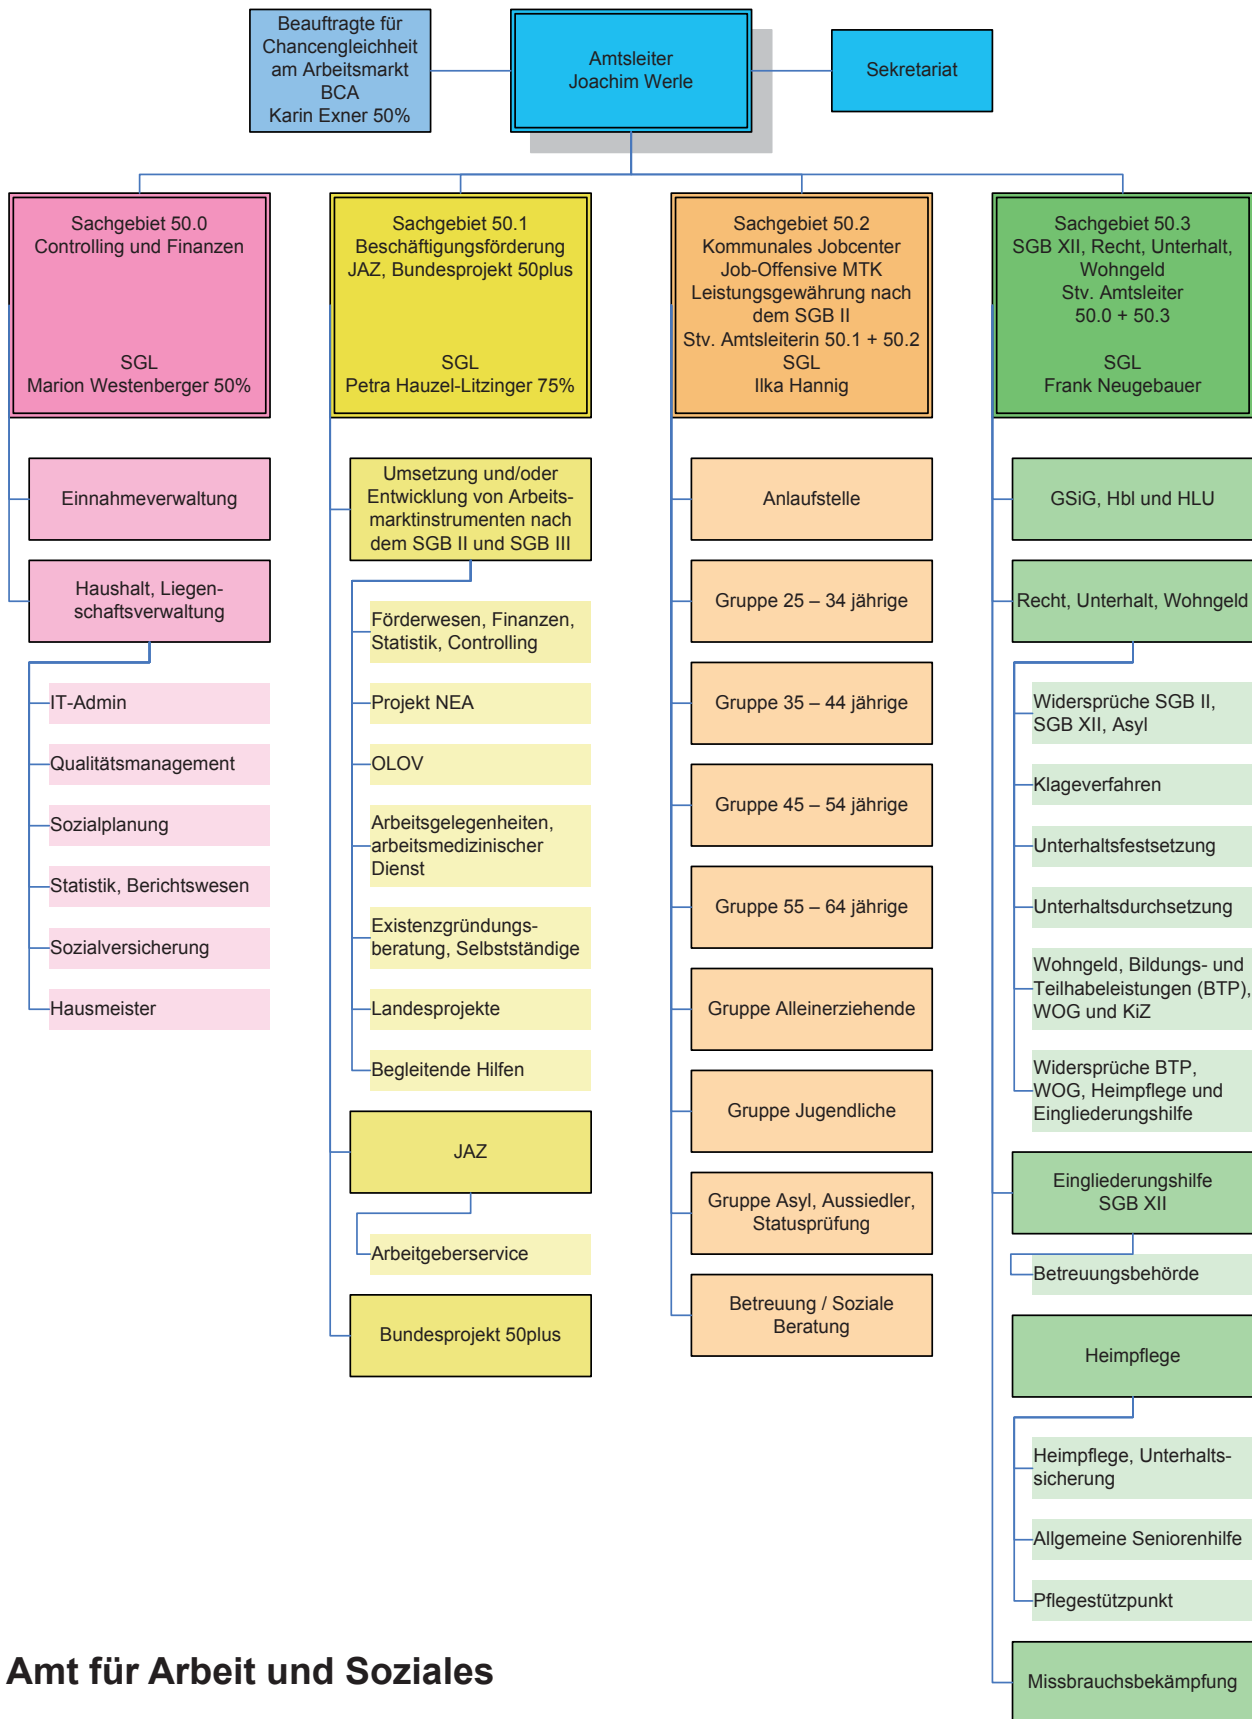 Beauftragte für
Chancengleichheit
am Arbeitsmarkt
BCA
Karin Exner 50%
Amtsleiter
Joachim Werle
Sekretariat
Sachgebiet 50.0
Controlling und Finanzen
SGL
Marion Westenberger 50%
Einnahmeverwaltung
Haushalt, Liegen-
schaftsverwaltung
IT-Admin
Qualitätsmanagement
Sozialplanung
Statistik, Berichtswesen
Sozialversicherung
Hausmeister
Sachgebiet 50.1
Beschäftigungsförderung
JAZ, Bundesprojekt 50plus
SGL
Petra Hauzel-Litzinger 75%
Umsetzung und/oder
Entwicklung von Arbeits-
marktinstrumenten nach
dem SGB II und SGB III
Förderwesen, Finanzen,
Statistik, Controlling
Projekt NEA
OLOV
Arbeitsgelegenheiten,
arbeitsmedizinischer
Dienst
Existenzgründungs-
beratung, Selbstständige
Landesprojekte
Begleitende Hilfen
JAZ
Arbeitgeberservice
Bundesprojekt 50plus
Sachgebiet 50.2
Kommunales Jobcenter
Job-Offensive MTK
Leistungsgewährung nach
dem SGB II
Stv. Amtsleiterin 50.1 + 50.2
SGL
Ilka Hannig
Anlaufstelle
Gruppe 25 – 34 jährige
Gruppe 35 – 44 jährige
Gruppe 45 – 54 jährige
Gruppe 55 – 64 jährige
Gruppe Alleinerziehende
Gruppe Jugendliche
Gruppe Asyl, Aussiedler,
Statusprüfung
Betreuung / Soziale
Beratung
Sachgebiet 50.3
SGB XII, Recht, Unterhalt,
Wohngeld
Stv. Amtsleiter
50.0 + 50.3
SGL
Frank Neugebauer
GSiG, Hbl und HLU
Recht, Unterhalt, Wohngeld
Widersprüche SGB II,
SGB XII, Asyl
Klageverfahren
Unterhaltsfestsetzung
Unterhaltsdurchsetzung
Wohngeld, Bildungs- und
Teilhabeleistungen (BTP),
WOG und KiZ
Widersprüche BTP,
WOG, Heimpflege und
Eingliederungshilfe
Eingliederungshilfe
SGB XII
Betreuungsbehörde
Heimpflege
Heimpflege, Unterhalts-
sicherung
Allgemeine Seniorenhilfe
Pflegestützpunkt
Missbrauchsbekämpfung
Amt für Arbeit und Soziales